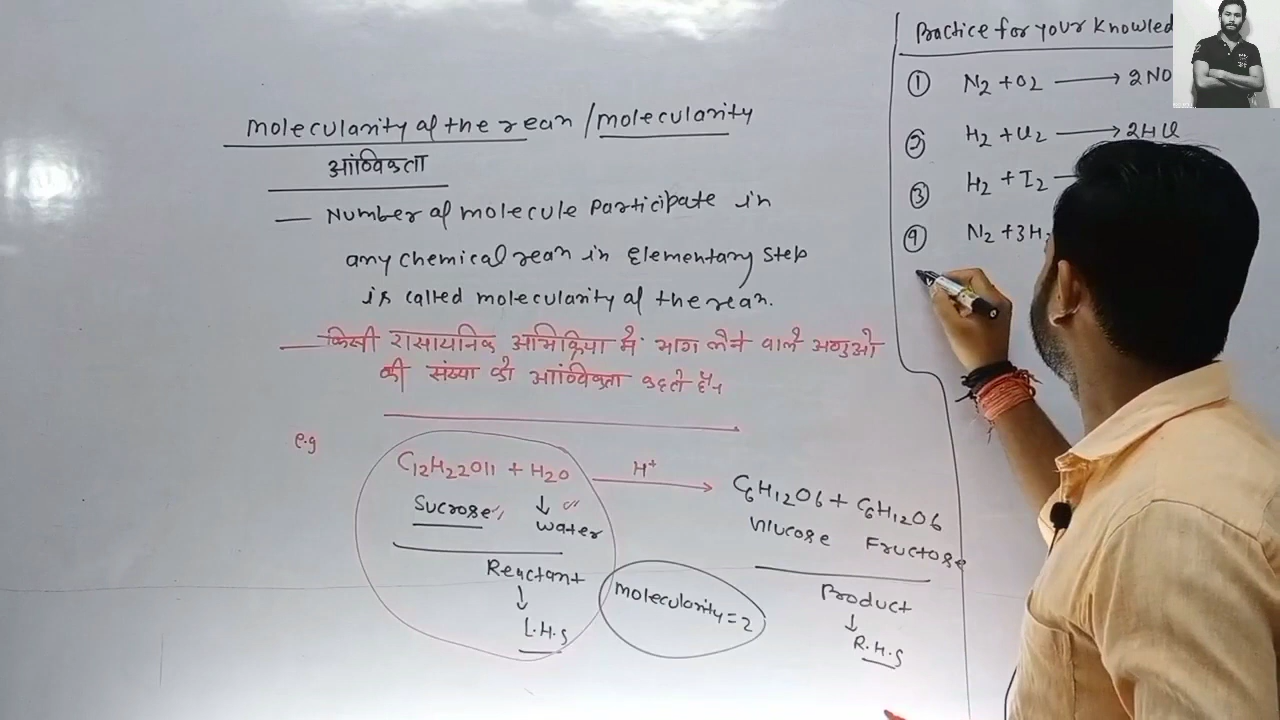 Molecularity of the rean / molecularity
आंण्विकता
— Number of molecule Participate in
any chemical rean in Elementary step
is called molecularity of the rean.
— किसी रासायनिक अभिक्रिया में भाग लेने वाले अणुओ
की संख्या को आंण्विकता कहते हैं।
e.g
C12H22O11 + H2O H+ → C6H12O6 + C6H12O6
Sucrose ↓ water Glucose Fructose
Reactant Product
↓ ↓
L.H.S R.H.S
molecularity = 2
Practice for your Knowled
① N2 + O2 → 2NO
② H2 + Cl2 → 2HCl
③ H2 + I2 →
④ N2 + 3H2